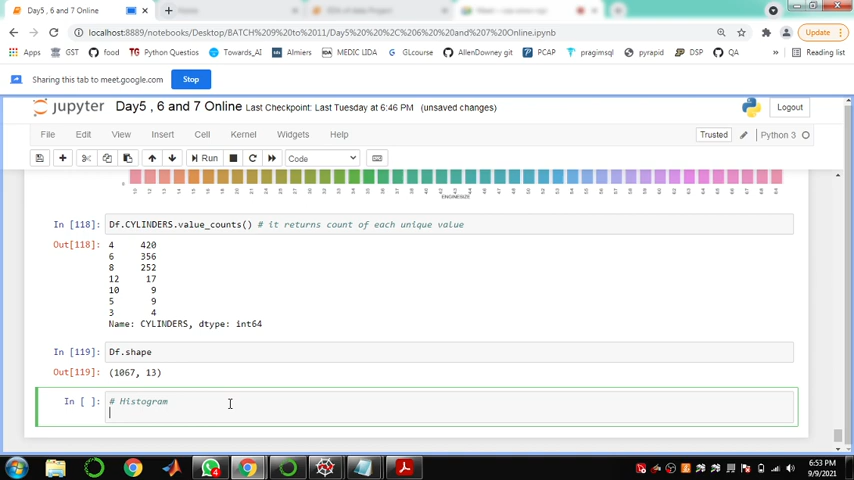 Day5, 6 and 7 Online
localhost:8889/notebooks/Desktop/BATCH%209%20to%2011/Day5%20%20%2C%206%20and%207%20Online.ipynb
Update
Apps GST food TG Python Questions Towards_AI Almiers MEDIC LIDA GLcourse AllenDowney git PCAP pragimsql pyrapid DSP QA Reading list
Sharing this tab to meet.google.com Stop
jupyter Day5 , 6 and 7 Online Last Checkpoint: Last Tuesday at 6:46 PM (unsaved changes) Logout
File Edit View Insert Cell Kernel Widgets Help Trusted Python 3
Run Code
ENGINESIZE
In [118]: Df.CYLINDERS.value_counts() # it returns count of each unique value
Out[118]: 4 420
6 356
8 252
12 17
10 9
5 9
3 4
Name: CYLINDERS, dtype: int64
In [119]: Df.shape
Out[119]: (1067, 13)
In [ ]: # Histogram
6:53 PM
9/9/2021